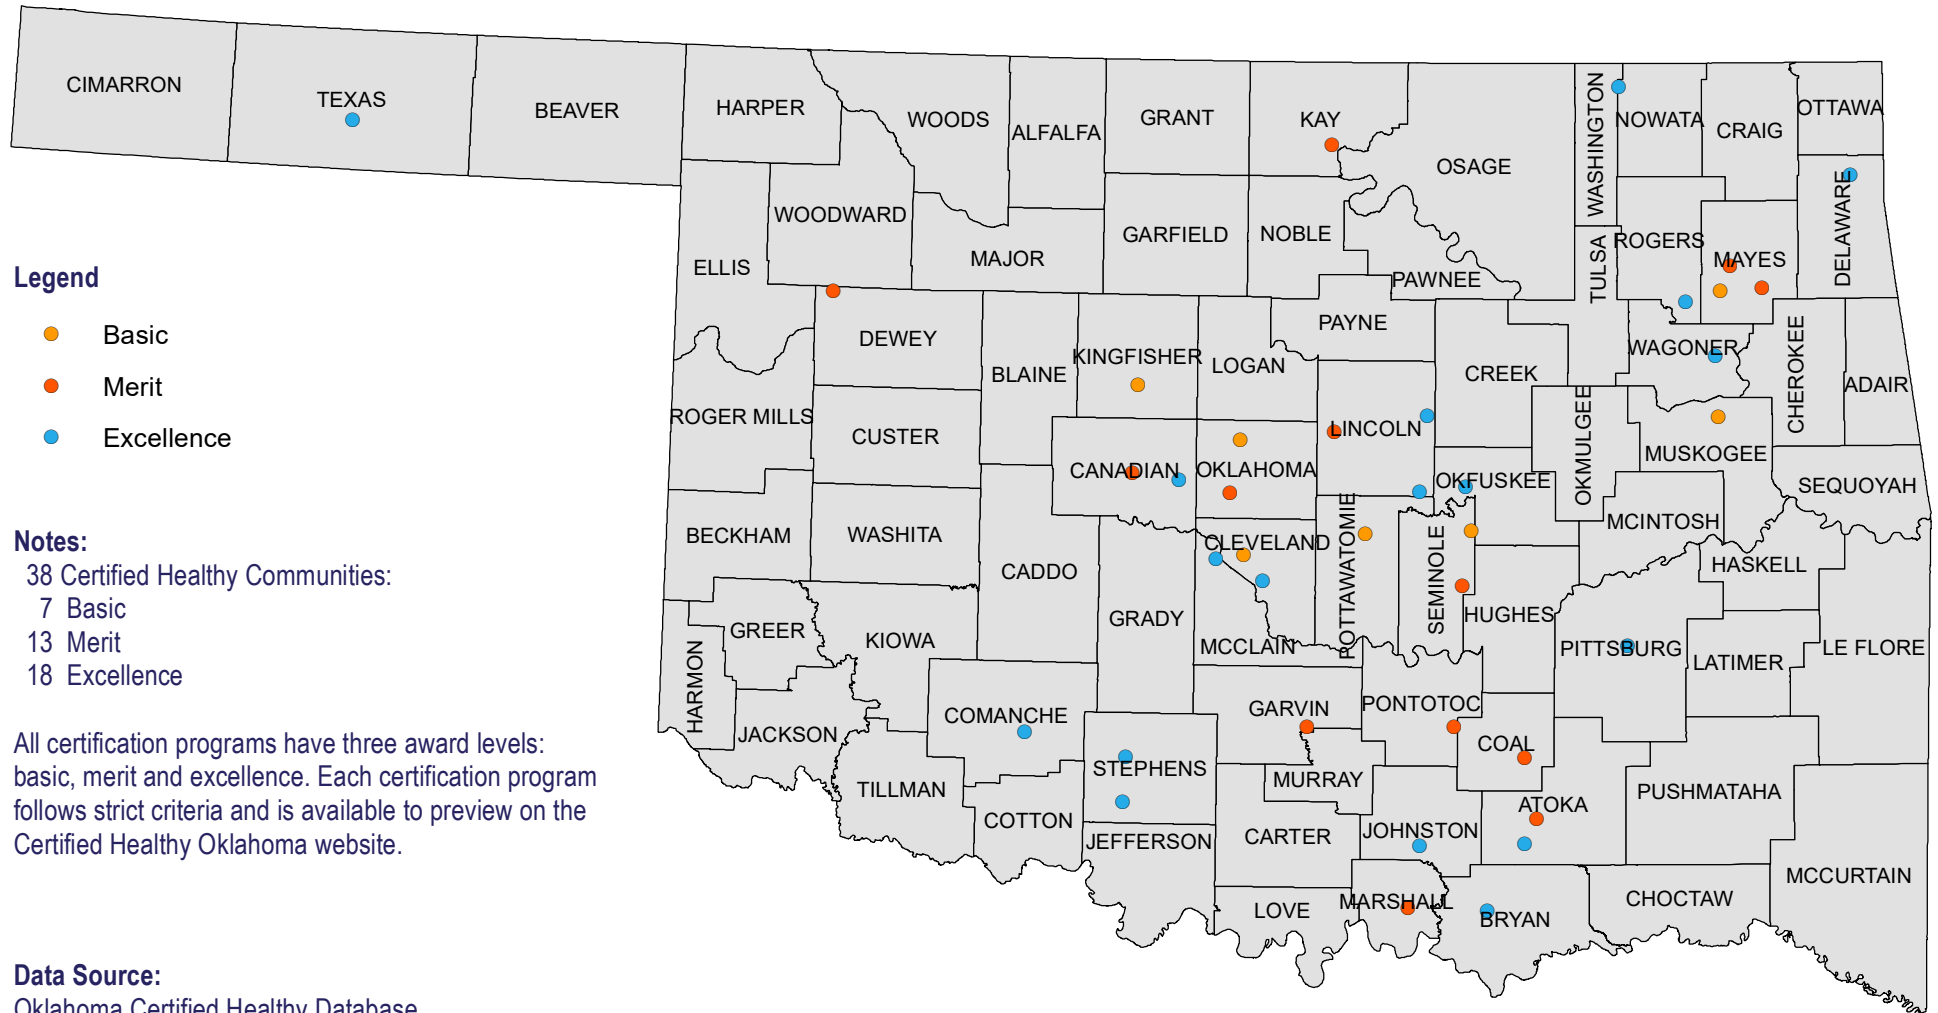 CIMARRON
TEXAS
BEAVER
HARPER
WOODS
ALFALFA
GRANT
KAY
OSAGE
WASHINGTON
NOWATA
CRAIG
OTTAWA
WOODWARD
ELLIS
MAJOR
GARFIELD
NOBLE
PAWNEE
TULSA
ROGERS
MAYES
DELAWARE
Legend
Basic
Merit
Excellence
DEWEY
BLAINE
KINGFISHER
LOGAN
PAYNE
CREEK
WAGONER
CHEROKEE
ADAIR
ROGER MILLS
CUSTER
CANADIAN
OKLAHOMA
LINCOLN
OKFUSKEE
OKMULGEE
MUSKOGEE
SEQUOYAH
BECKHAM
WASHITA
CADDO
GRADY
CLEVELAND
POTTAWATOMIE
SEMINOLE
HUGHES
MCINTOSH
HASKELL
Notes:
38 Certified Healthy Communities:
7 Basic
13 Merit
18 Excellence
HARMON
GREER
KIOWA
MCCLAIN
PITTSBURG
LATIMER
LE FLORE
All certification programs have three award levels:
basic, merit and excellence. Each certification program
follows strict criteria and is available to preview on the
Certified Healthy Oklahoma website.
JACKSON
COMANCHE
TILLMAN
COTTON
STEPHENS
JEFFERSON
GARVIN
MURRAY
CARTER
PONTOTOC
COAL
JOHNSTON
ATOKA
PUSHMATAHA
LOVE
MARSHALL
BRYAN
CHOCTAW
MCCURTAIN
Data Source:
Oklahoma Certified Healthy Database